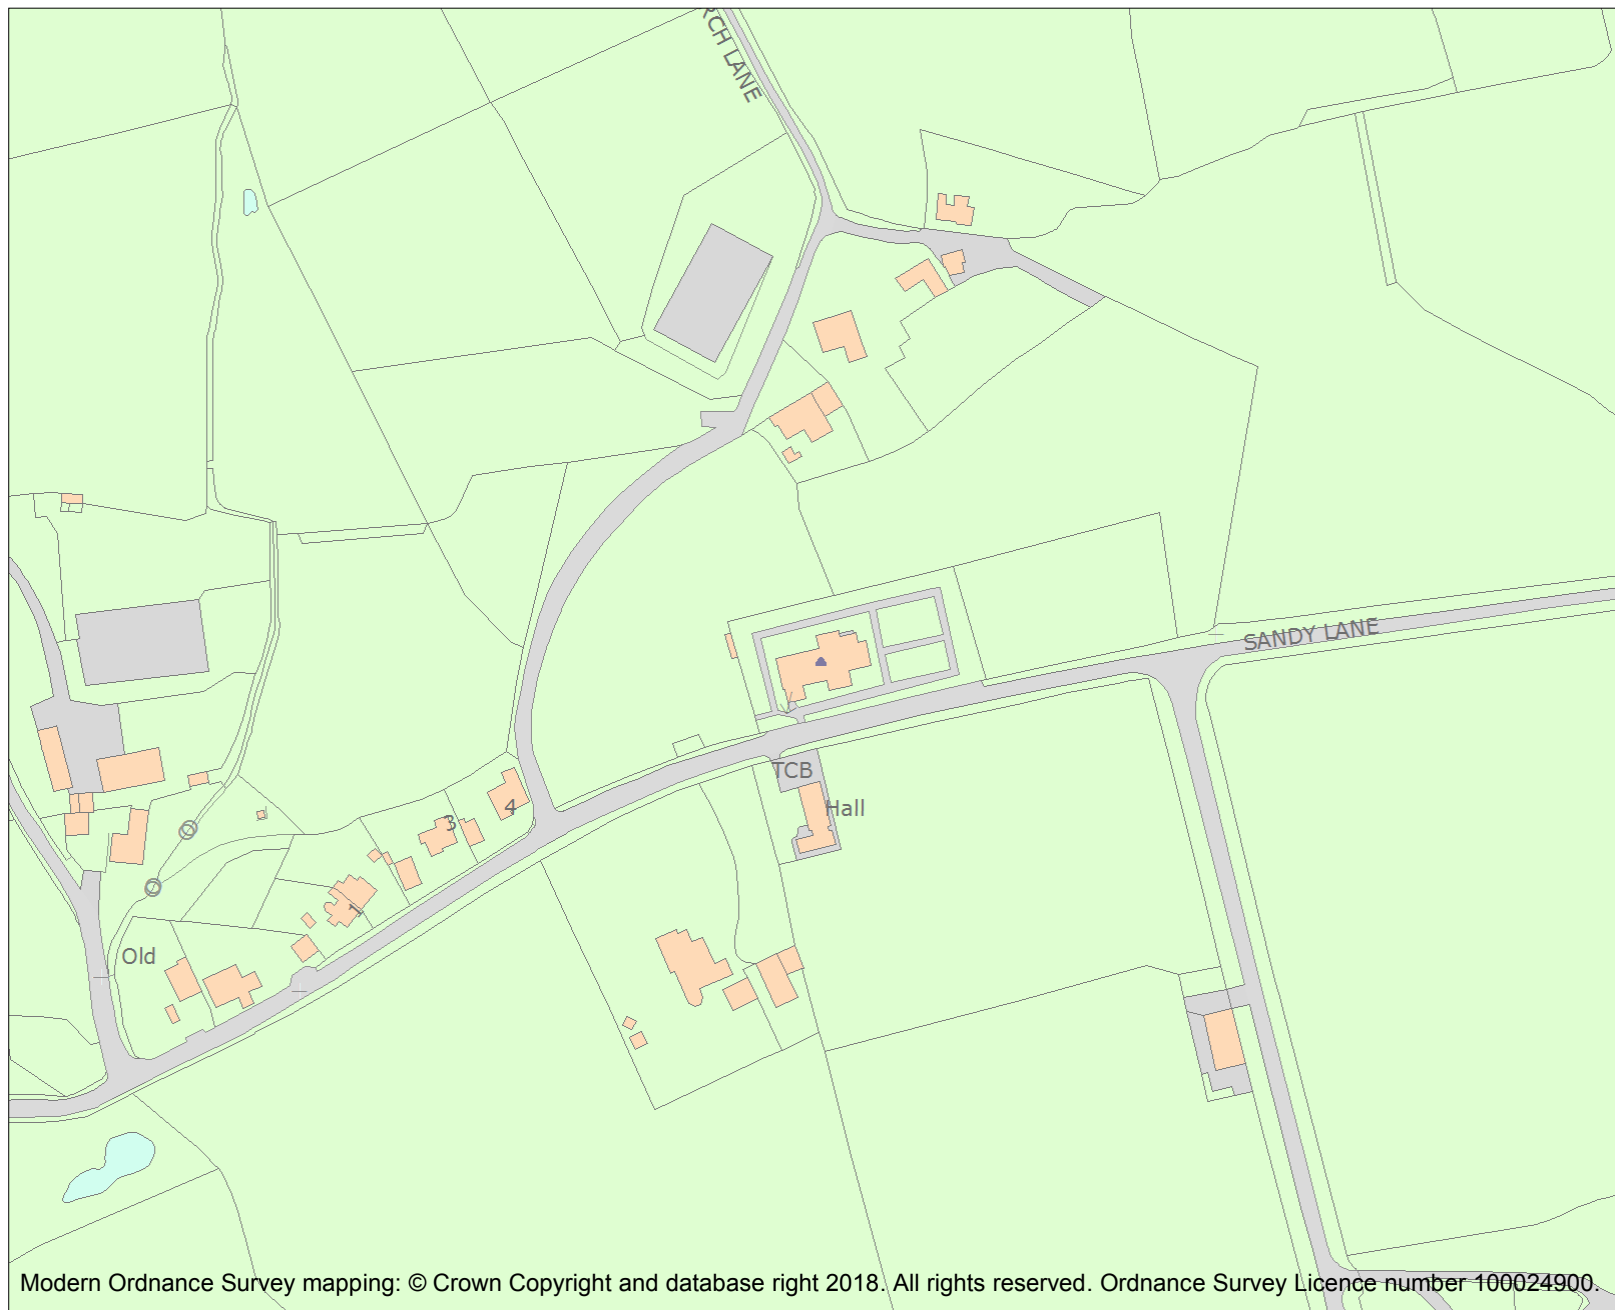 RCH LANE
SANDY LANE
TCB
Hall
4
3
1
Old
Modern Ordnance Survey mapping: © Crown Copyright and database right 2018. All rights reserved. Ordnance Survey Licence number 100024900.